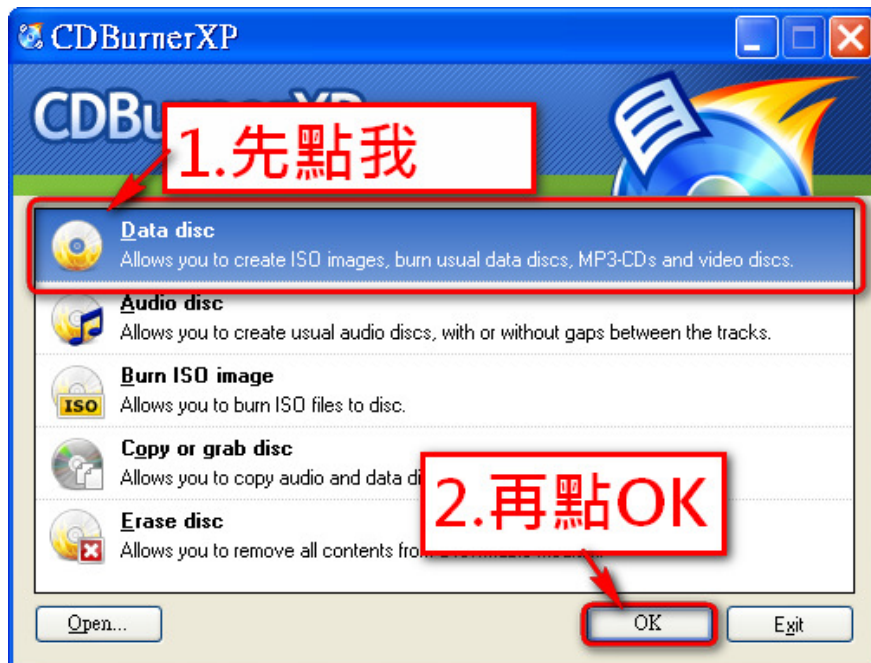 CDBurnerXP
1.先點我
Data disc
Allows you to create ISO images, burn usual data discs, MP3-CDs and video discs.
Audio disc
Allows you to create usual audio discs, with or without gaps between the tracks.
Burn ISO image
ISO
Allows you to burn ISO files to disc.
Copy or grab disc
Allows you to copy audio and data
2.再點OK
Erase disc
Allows you to remove all contents
Open...
OK
Exit